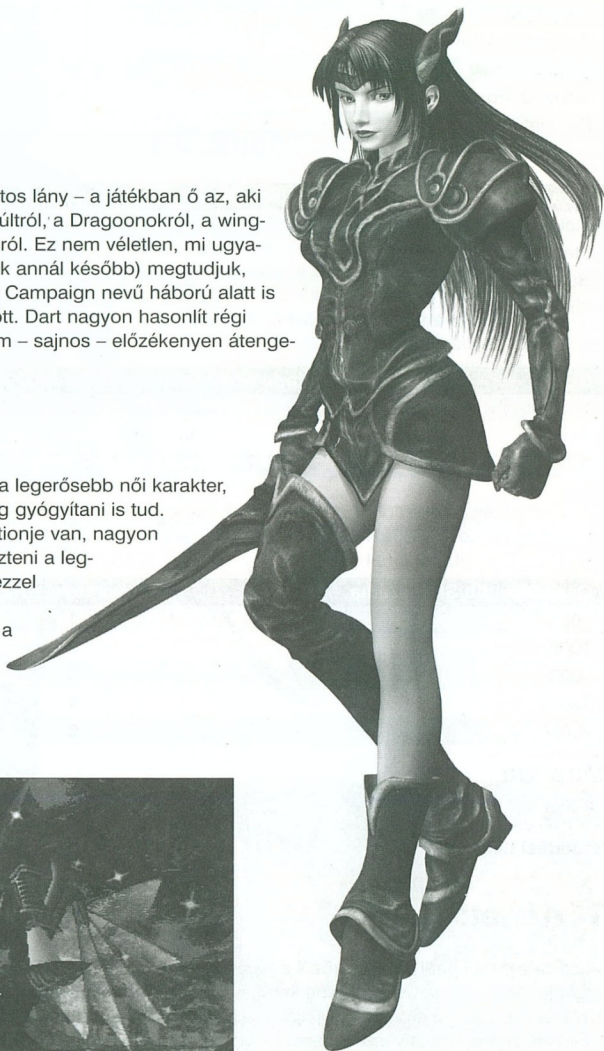 tos lány – a játékban ő az, aki
últról, a Dragoonokról, a wing-
ról. Ez nem véletlen, mi ugya-
k annál később) megtudjuk,
Campaign nevű háború alatt is
ott. Dart nagyon hasonlít régi
m – sajnos – előzékenyen átenge-
a legerősebb női karakter,
g gyógyítani is tud.
tionje van, nagyon
zteni a leg-
ezzel
a